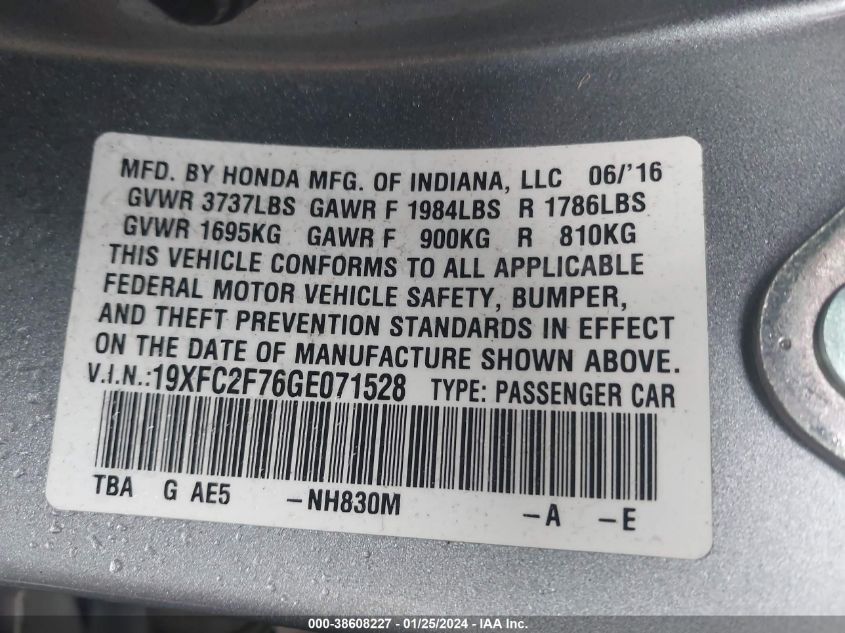 MFD. BY HONDA MFG. OF INDIANA, LLC 06/'16
GVWR 3737LBS GAWR F 1984LBS R 1786LBS
GVWR 1695KG GAWR F 900KG R 810KG
THIS VEHICLE CONFORMS TO ALL APPLICABLE
FEDERAL MOTOR VEHICLE SAFETY, BUMPER,
AND THEFT PREVENTION STANDARDS IN EFFECT
ON THE DATE OF MANUFACTURE SHOWN ABOVE.
V.I.N.:19XFC2F76GE071528 TYPE: PASSENGER CAR
TBA G AE5 –NH830M –A –E
000-38608227 - 01/25/2024 - IAA Inc.